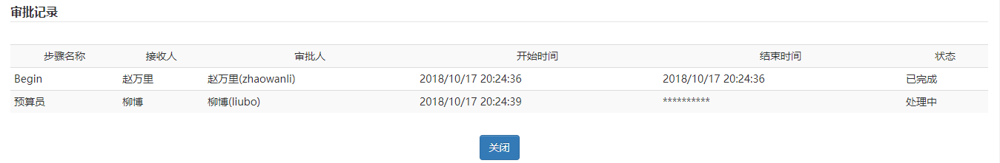 审批记录
步骤名称 接收人 审批人 开始时间 结束时间 状态
Begin 赵万里 赵万里(zhaowanli) 2018/10/17 20:24:36 2018/10/17 20:24:36 已完成
预算员 柳博 柳博(liubo) 2018/10/17 20:24:39 ********** 处理中
关闭